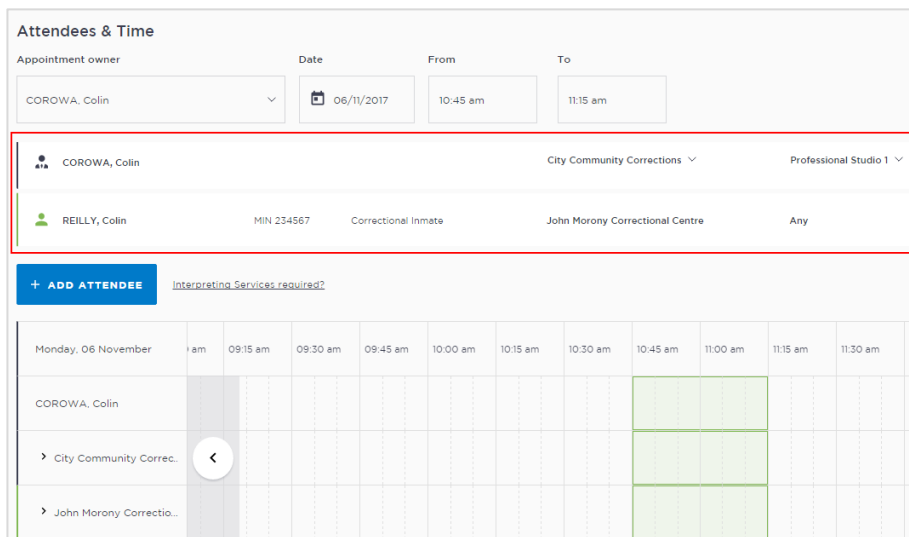 Attendees & Time
Appointment owner Date From To
COROWA, Colin 06/11/2017 10:45 am 11:15 am
COROWA, Colin City Community Corrections Professional Studio 1
REILLY, Colin MIN 234567 Correctional Inmate John Morony Correctional Centre Any
+ ADD ATTENDEE Interpreting Services required?
Monday, 06 November am 09:15 am 09:30 am 09:45 am 10:00 am 10:15 am 10:30 am 10:45 am 11:00 am 11:15 am 11:30 am
COROWA, Colin
City Community Correc..
John Morony Correctio...